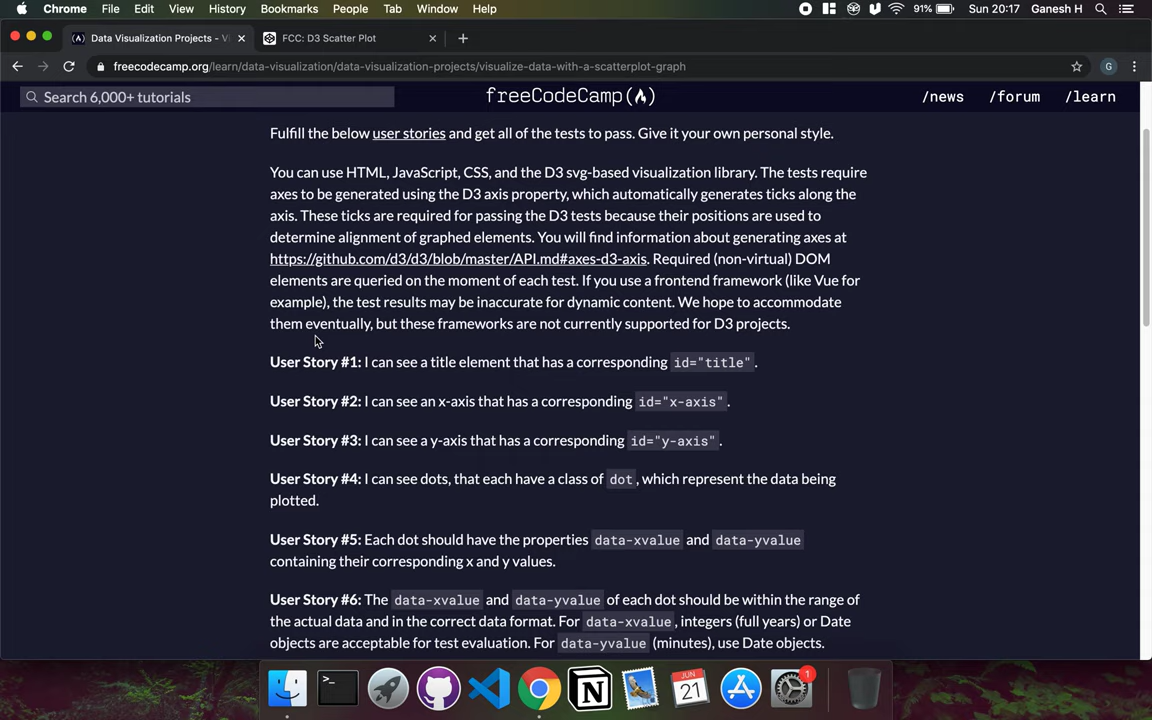 Chrome File Edit View History Bookmarks People Tab Window Help 91% Sun 20:17 Ganesh H
Data Visualization Projects - V FCC: D3 Scatter Plot
freecodecamp.org/learn/data-visualization/data-visualization-projects/visualize-data-with-a-scatterplot-graph G
Search 6,000+ tutorials freeCodeCamp /news /forum /learn
Fulfill the below user stories and get all of the tests to pass. Give it your own personal style.
You can use HTML, JavaScript, CSS, and the D3 svg-based visualization library. The tests require
axes to be generated using the D3 axis property, which automatically generates ticks along the
axis. These ticks are required for passing the D3 tests because their positions are used to
determine alignment of graphed elements. You will find information about generating axes at
https://github.com/d3/d3/blob/master/API.md#axes-d3-axis. Required (non-virtual) DOM
elements are queried on the moment of each test. If you use a frontend framework (like Vue for
example), the test results may be inaccurate for dynamic content. We hope to accommodate
them eventually, but these frameworks are not currently supported for D3 projects.
User Story #1: I can see a title element that has a corresponding id="title".
User Story #2: I can see an x-axis that has a corresponding id="x-axis".
User Story #3: I can see a y-axis that has a corresponding id="y-axis".
User Story #4: I can see dots, that each have a class of dot, which represent the data being
plotted.
User Story #5: Each dot should have the properties data-xvalue and data-yvalue
containing their corresponding x and y values.
User Story #6: The data-xvalue and data-yvalue of each dot should be within the range of
the actual data and in the correct data format. For data-xvalue, integers (full years) or Date
objects are acceptable for test evaluation. For data-yvalue (minutes), use Date objects.
JUN
21
1